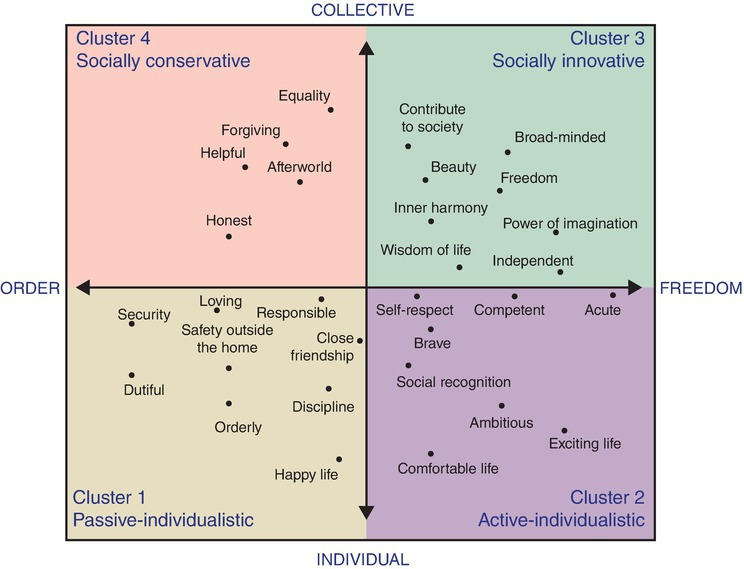 COLLECTIVE
Cluster 4
Socially conservative
Cluster 3
Socially innovative
Equality
Forgiving
Helpful
Afterworld
Honest
Contribute
to society
Broad-minded
Beauty
Freedom
Inner harmony
Power of imagination
Wisdom of life
Independent
ORDER
FREEDOM
Security
Loving
Responsible
Safety outside
the home
Close
friendship
Dutiful
Discipline
Orderly
Happy life
Self-respect
Competent
Acute
Brave
Social recognition
Ambitious
Exciting life
Comfortable life
Cluster 1
Passive-individualistic
Cluster 2
Active-individualistic
INDIVIDUAL